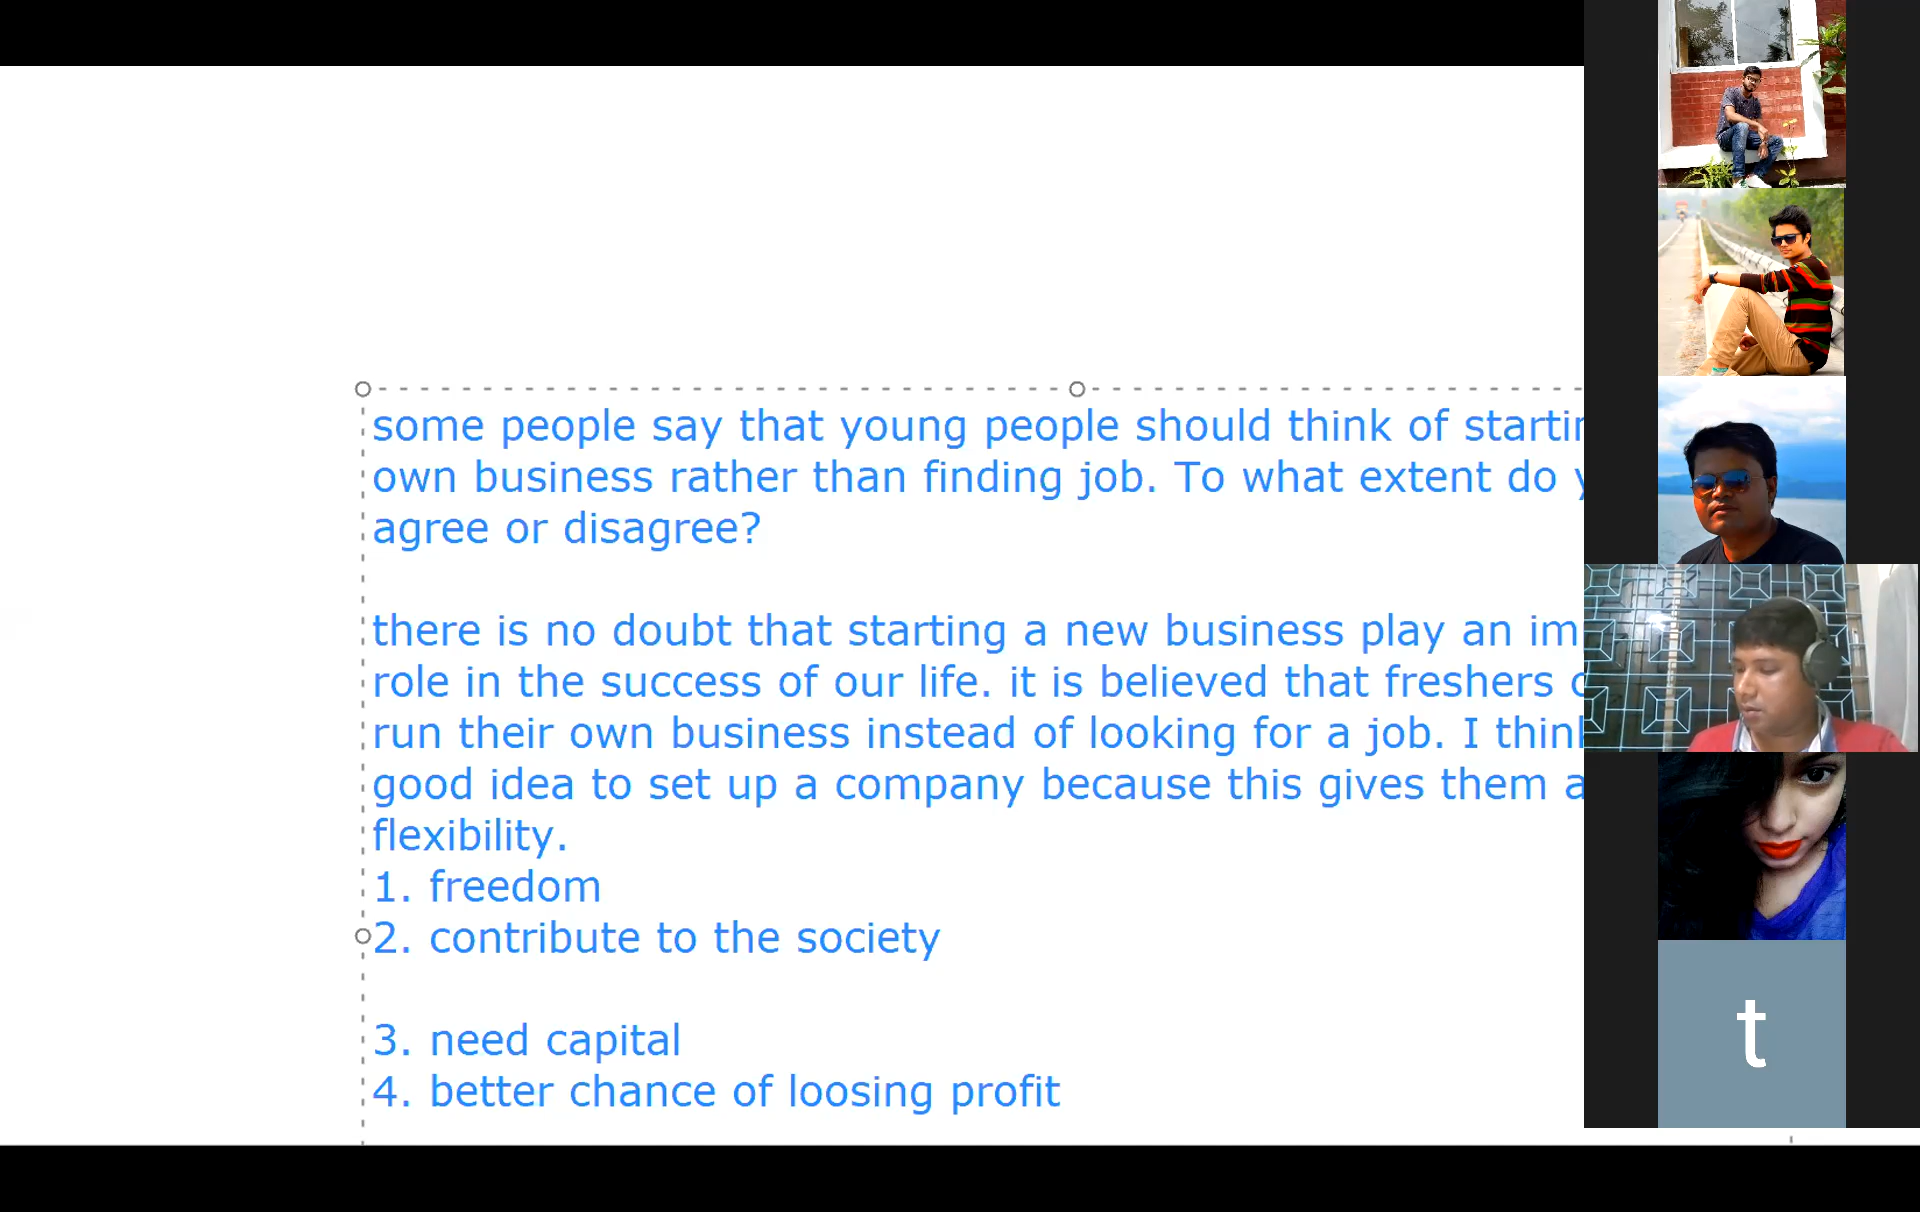 some people say that young people should think of
own business rather than finding job. To what extent do
agree or disagree?
there is no doubt that starting a new business play an
role in the success of our life. it is believed that freshers
run their own business instead of looking for a job. I
good idea to set up a company because this gives them
flexibility.
1. freedom
2. contribute to the society
3. need capital
4. better chance of loosing profit
t